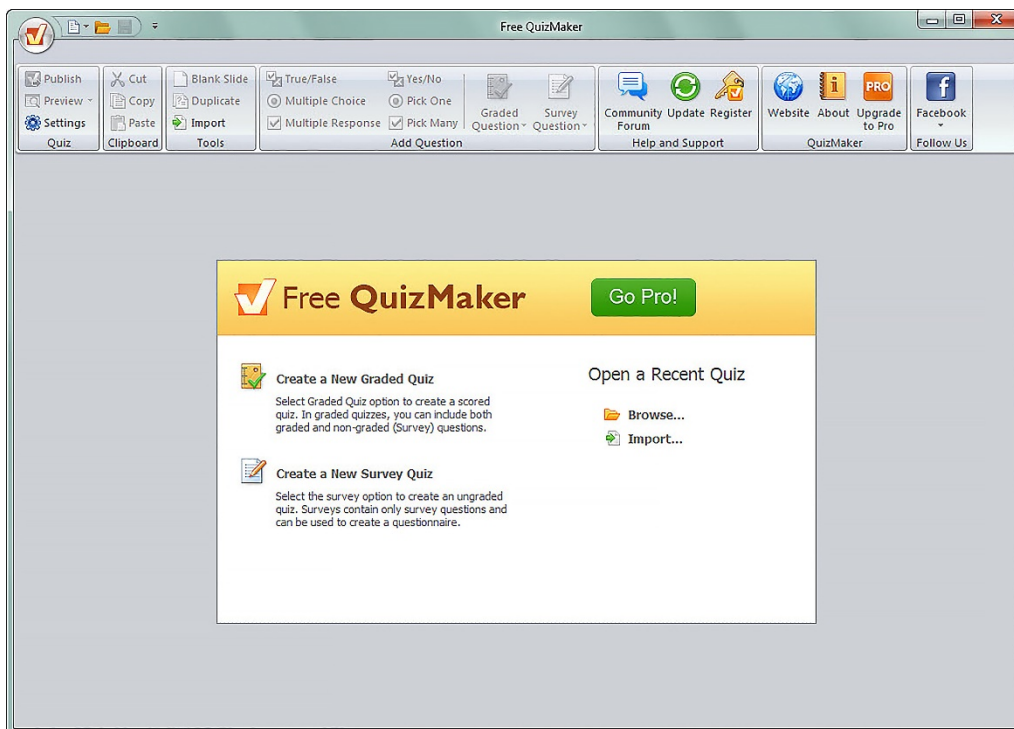 Free QuizMaker
Publish
Preview
Settings
Quiz
Cut
Copy
Paste
Clipboard
Blank Slide
Duplicate
Import
Tools
True/False
Multiple Choice
Multiple Response
Yes/No
Pick One
Pick Many
Graded
Question
Survey
Question
Add Question
Community
Forum
Update
Register
Help and Support
Website
About
PRO
Upgrade
to Pro
QuizMaker
Facebook
Follow Us
Free QuizMaker
Go Pro!
Create a New Graded Quiz
Select Graded Quiz option to create a scored
quiz. In graded quizzes, you can include both
graded and non-graded (Survey) questions.
Create a New Survey Quiz
Select the survey option to create an ungraded
quiz. Surveys contain only survey questions and
can be used to create a questionnaire.
Open a Recent Quiz
Browse...
Import...